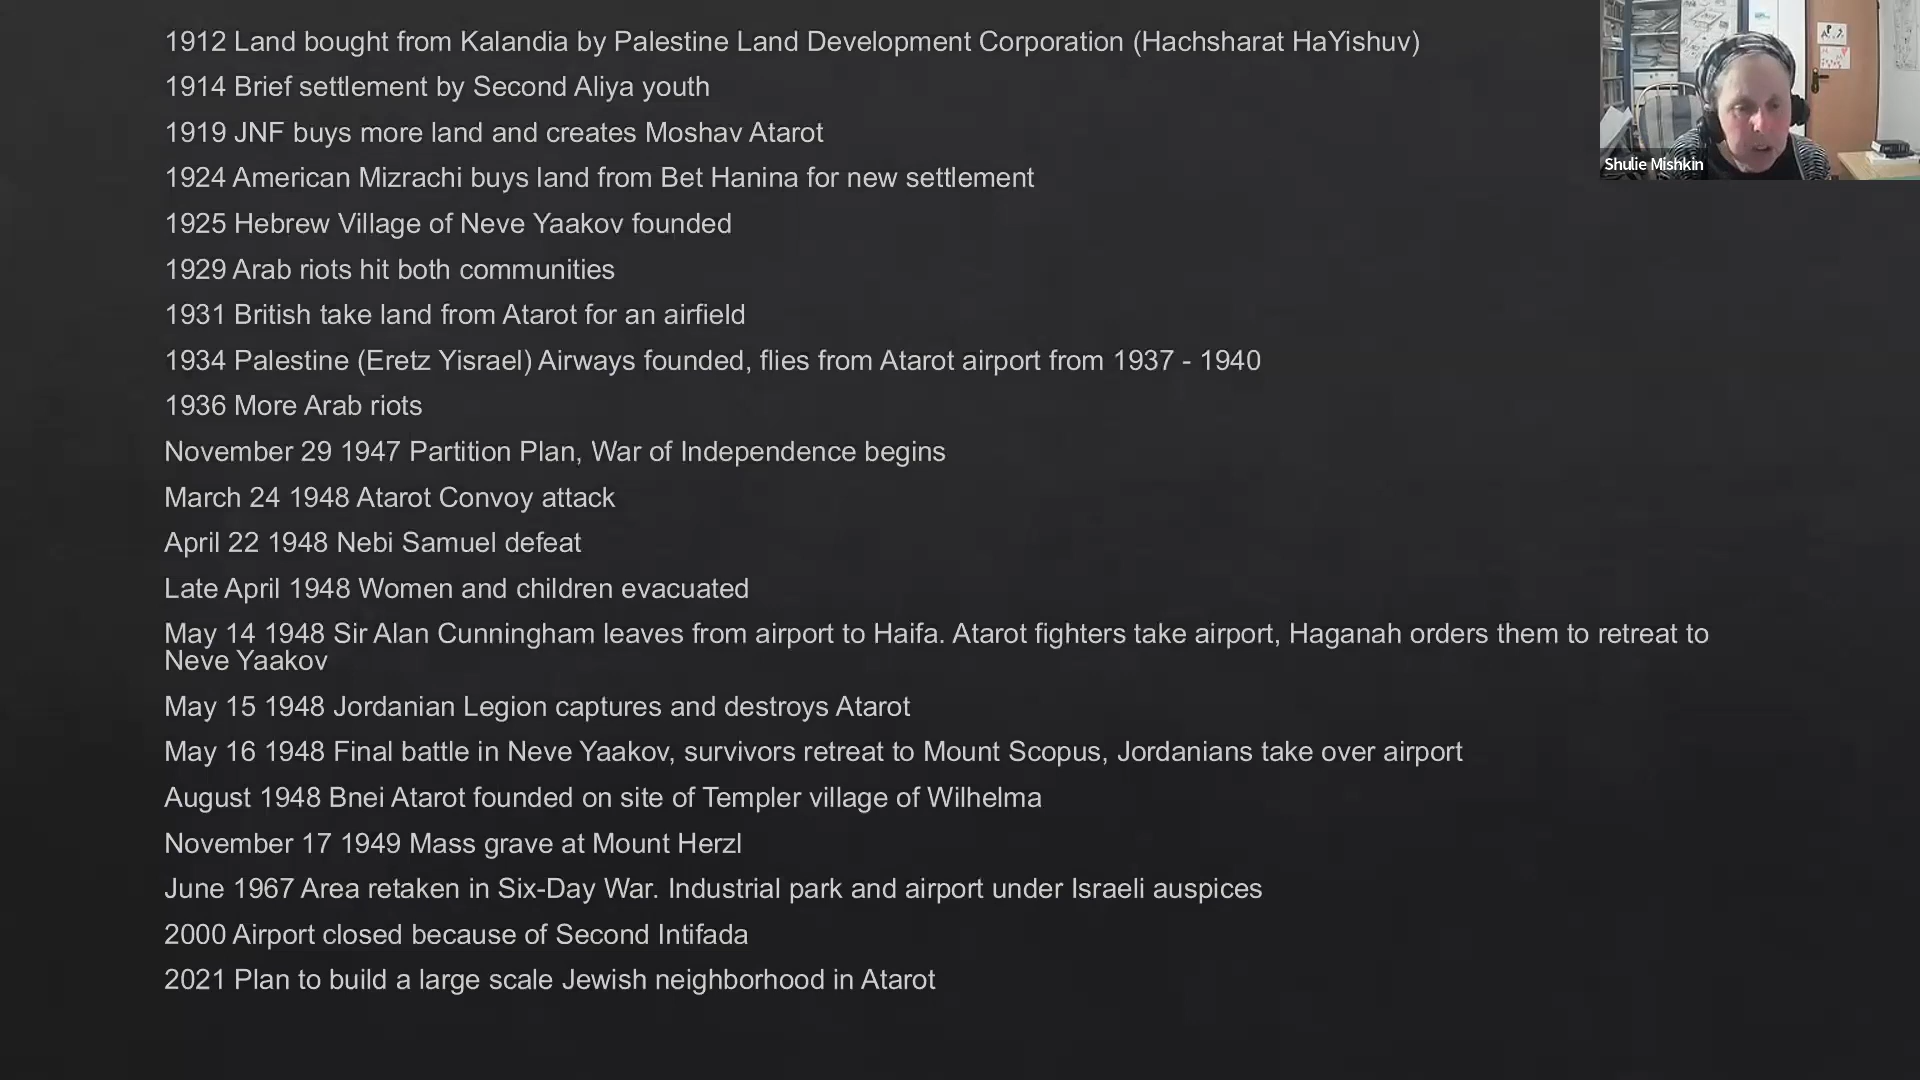 1912 Land bought from Kalandia by Palestine Land Development Corporation (Hachsharat HaYishuv)
1914 Brief settlement by Second Aliya youth
1919 JNF buys more land and creates Moshav Atarot
1924 American Mizrachi buys land from Bet Hanina for new settlement
1925 Hebrew Village of Neve Yaakov founded
1929 Arab riots hit both communities
1931 British take land from Atarot for an airfield
1934 Palestine (Eretz Yisrael) Airways founded, flies from Atarot airport from 1937 - 1940
1936 More Arab riots
November 29 1947 Partition Plan, War of Independence begins
March 24 1948 Atarot Convoy attack
April 22 1948 Nebi Samuel defeat
Late April 1948 Women and children evacuated
May 14 1948 Sir Alan Cunningham leaves from airport to Haifa. Atarot fighters take airport, Haganah orders them to retreat to
Neve Yaakov
May 15 1948 Jordanian Legion captures and destroys Atarot
May 16 1948 Final battle in Neve Yaakov, survivors retreat to Mount Scopus, Jordanians take over airport
August 1948 Bnei Atarot founded on site of Templer village of Wilhelma
November 17 1949 Mass grave at Mount Herzl
June 1967 Area retaken in Six-Day War. Industrial park and airport under Israeli auspices
2000 Airport closed because of Second Intifada
2021 Plan to build a large scale Jewish neighborhood in Atarot
Shulie Mishkin